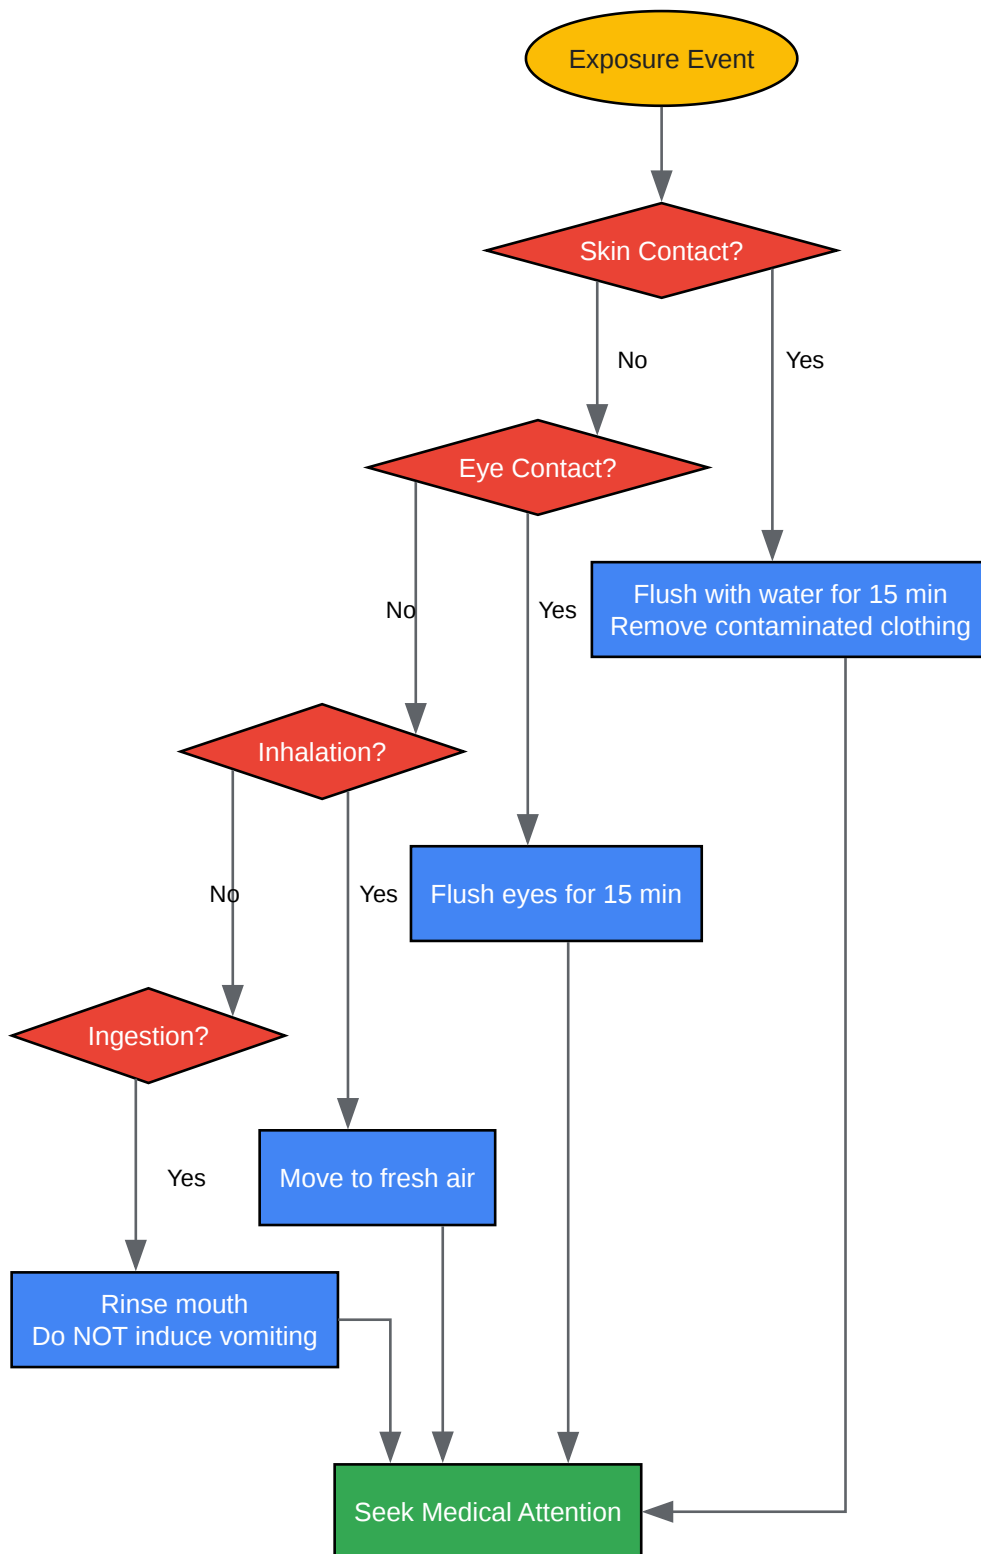 Exposure Event
Skin Contact?
No
Yes
Eye Contact?
Flush with water for 15 min
Remove contaminated clothing
No
Yes
Inhalation?
Flush eyes for 15 min
No
Yes
Ingestion?
Move to fresh air
Yes
Rinse mouth
Do NOT induce vomiting
Seek Medical Attention